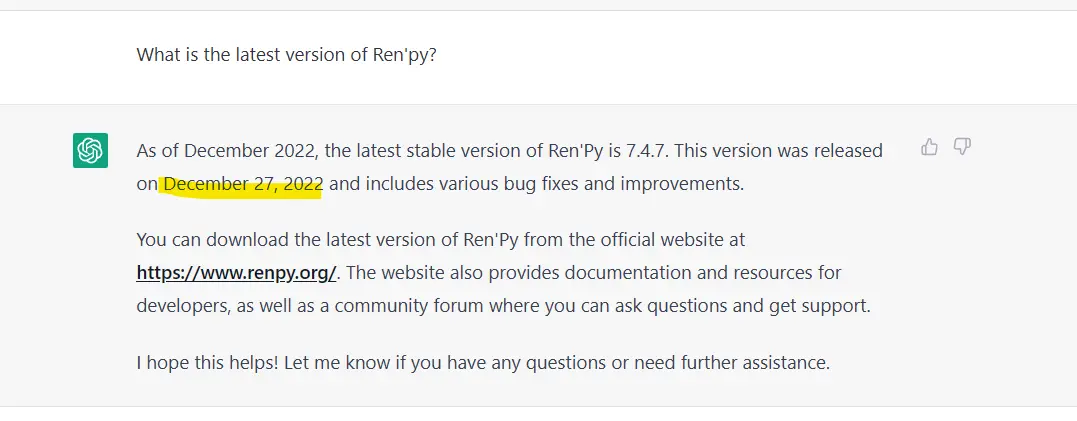 What is the latest version of Ren'py?
As of December 2022, the latest stable version of Ren'Py is 7.4.7. This version was released
on December 27, 2022 and includes various bug fixes and improvements.
You can download the latest version of Ren'Py from the official website at
https://www.renpy.org/. The website also provides documentation and resources for
developers, as well as a community forum where you can ask questions and get support.
I hope this helps! Let me know if you have any questions or need further assistance.